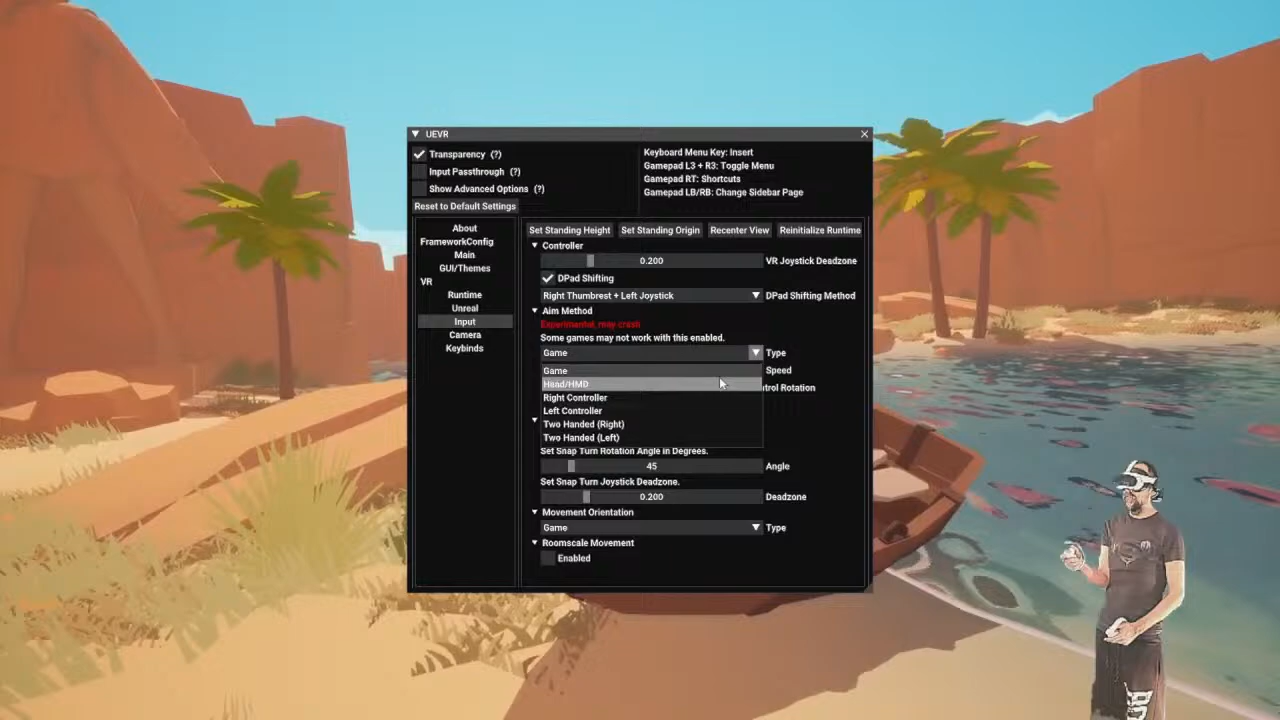 UEVR
Transparency (?)
Input Passthrough (?)
Show Advanced Options (?)
Reset to Default Settings
Keyboard Menu Key: Insert
Gamepad L3 + R3: Toggle Menu
Gamepad RT: Shortcuts
Gamepad LB/RB: Change Sidebar Page
About
FrameworkConfig
Main
GUI/Themes
VR
Runtime
Unreal
Input
Camera
Keybinds
Set Standing Height Set Standing Origin Recenter View Reinitialize Runtime
Controller
0.200 VR Joystick Deadzone
DPad Shifting
Right Thumbrest + Left Joystick DPad Shifting Method
Aim Method
Experimental, may crash
Some games may not work with this enabled.
Game Type
Game Speed
Head/HMD trol Rotation
Right Controller
Left Controller
Two Handed (Right)
Two Handed (Left)
Set Snap Turn Rotation Angle in Degrees.
45 Angle
Set Snap Turn Joystick Deadzone.
0.200 Deadzone
Movement Orientation
Game Type
Roomscale Movement
Enabled